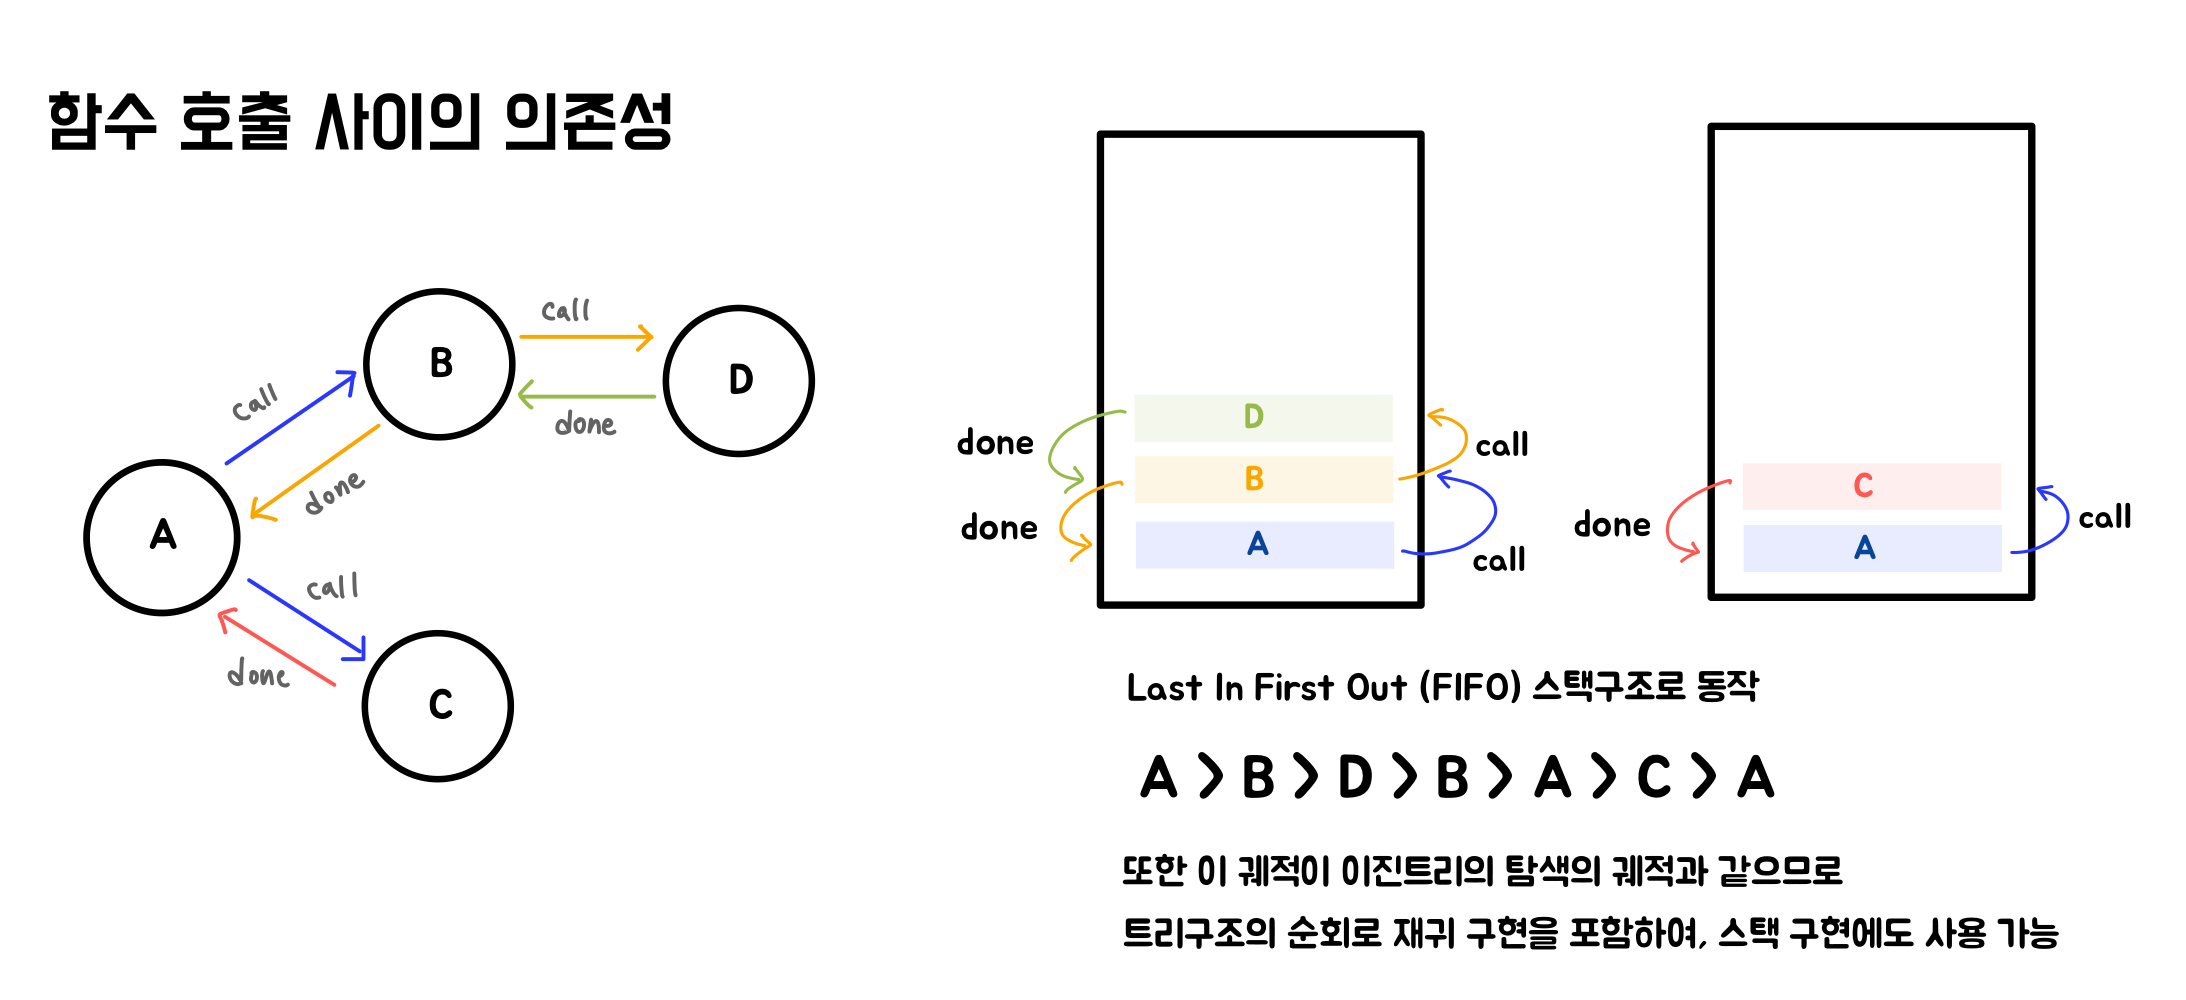 함수 호출 사이의 의존성
call
B
call
D
done
done
A
call
done
C
D
done
call
B
done
A
call
C
done
call
A
Last In First Out (FIFO) 스택구조로 동작
A > B > D > B > A > C > A
또한 이 궤적이 이진트리의 탐색의 궤적과 같으므로
트리구조의 순회로 재귀 구현을 포함하여, 스택 구현에도 사용 가능